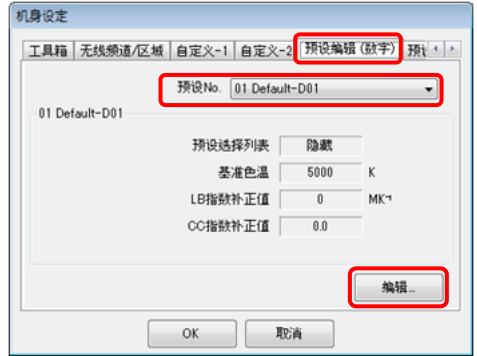 机身设定
工具箱 无线频道/区域 自定义-1 自定义-2 预设编辑(数字) 预
预设No. 01 Default-D01
01 Default-D01
预设选择列表 隐藏
基准色温 5000 K
LB指数补正值 0 MK⁻¹
CC指数补正值 0.0
编辑...
OK 取消